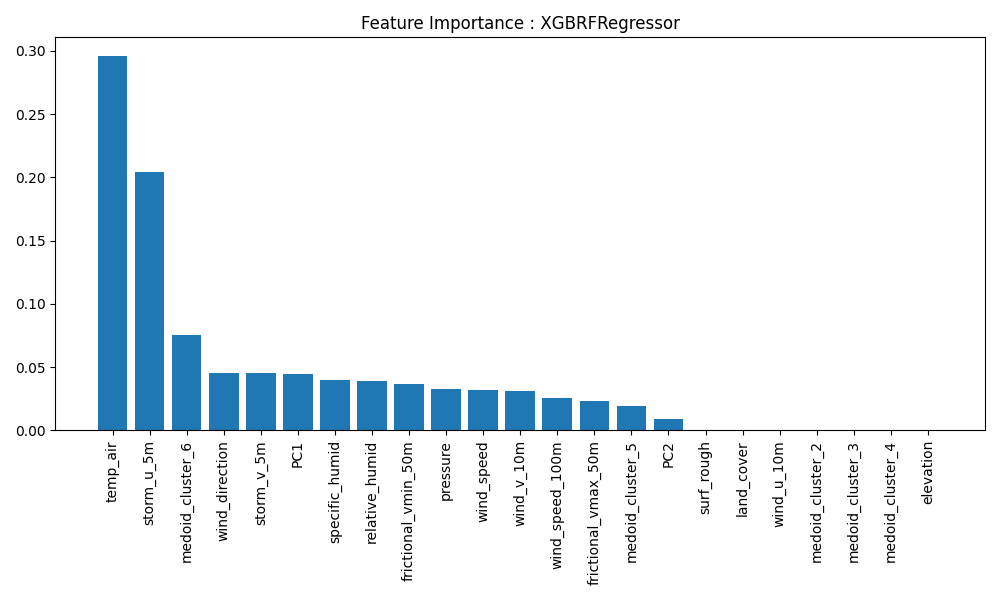 Feature Importance : XGBRFRegressor
0.30
0.25
0.20
0.15
0.10
0.05
0.00
temp_air
storm_u_5m
medoid_cluster_6
wind_direction
storm_v_5m
PC1
specific_humid
relative_humid
frictional_vmin_50m
pressure
wind_speed
wind_v_10m
wind_speed_100m
frictional_vmax_50m
medoid_cluster_5
PC2
surf_rough
land_cover
wind_u_10m
medoid_cluster_2
medoid_cluster_3
medoid_cluster_4
elevation